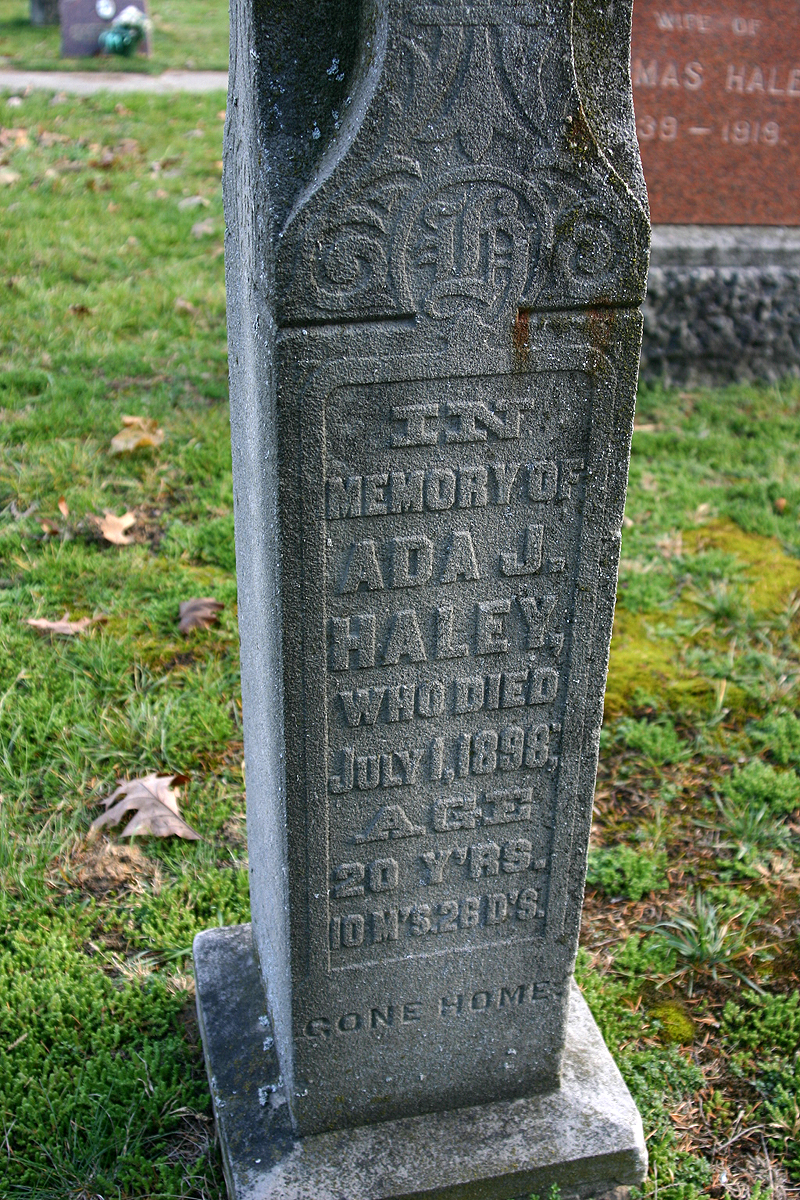 WIFE OF
MAS HALE
39 – 1919.
H
IN
MEMORY OF
ADA J.
HALEY,
WHO DIED
JULY 1, 1898,
AGE
20 Y'RS.
10 M'S. D'S.
GONE HOME.